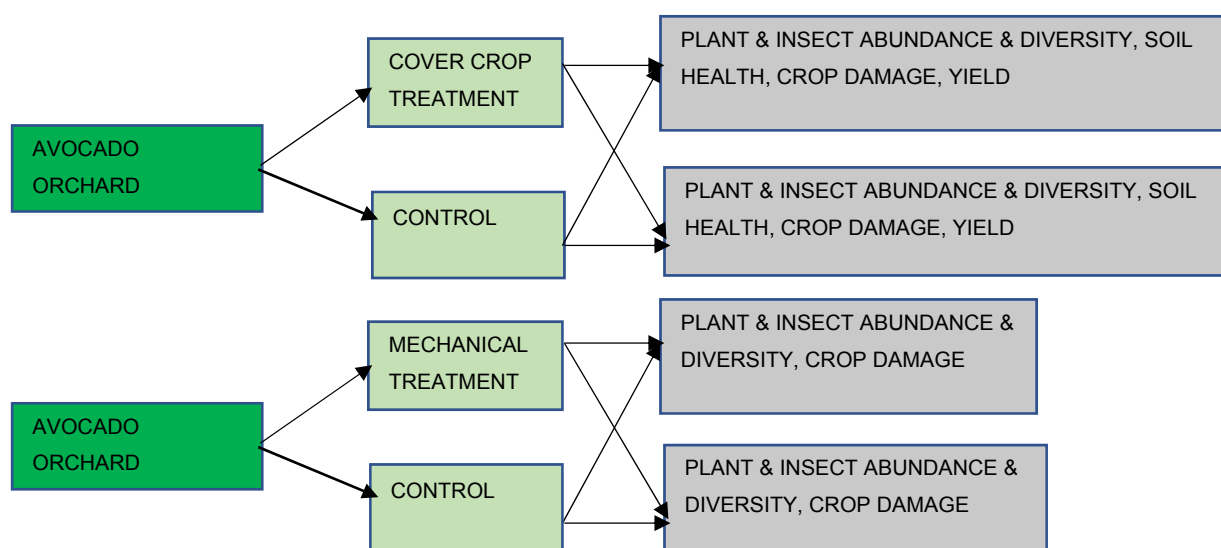 COVER CROP
TREATMENT
PLANT & INSECT ABUNDANCE & DIVERSITY, SOIL
HEALTH, CROP DAMAGE, YIELD
AVOCADO
ORCHARD
CONTROL
PLANT & INSECT ABUNDANCE & DIVERSITY, SOIL
HEALTH, CROP DAMAGE, YIELD
MECHANICAL
TREATMENT
PLANT & INSECT ABUNDANCE &
DIVERSITY, CROP DAMAGE
AVOCADO
ORCHARD
CONTROL
PLANT & INSECT ABUNDANCE &
DIVERSITY, CROP DAMAGE